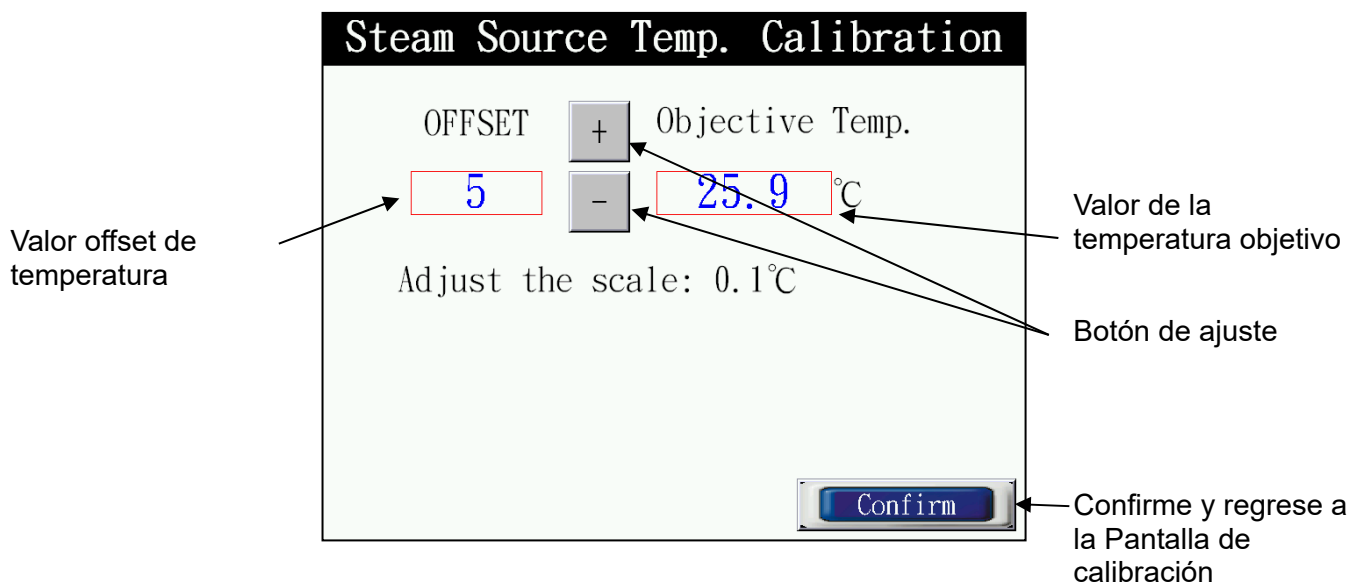 Steam Source Temp. Calibration
OFFSET
+
Objective Temp.
5
-
25.9
℃
Adjust the scale: 0.1℃
Confirm
Valor offset de
temperatura
Valor de la
temperatura objetivo
Botón de ajuste
Confirme y regrese a
la Pantalla de
calibración